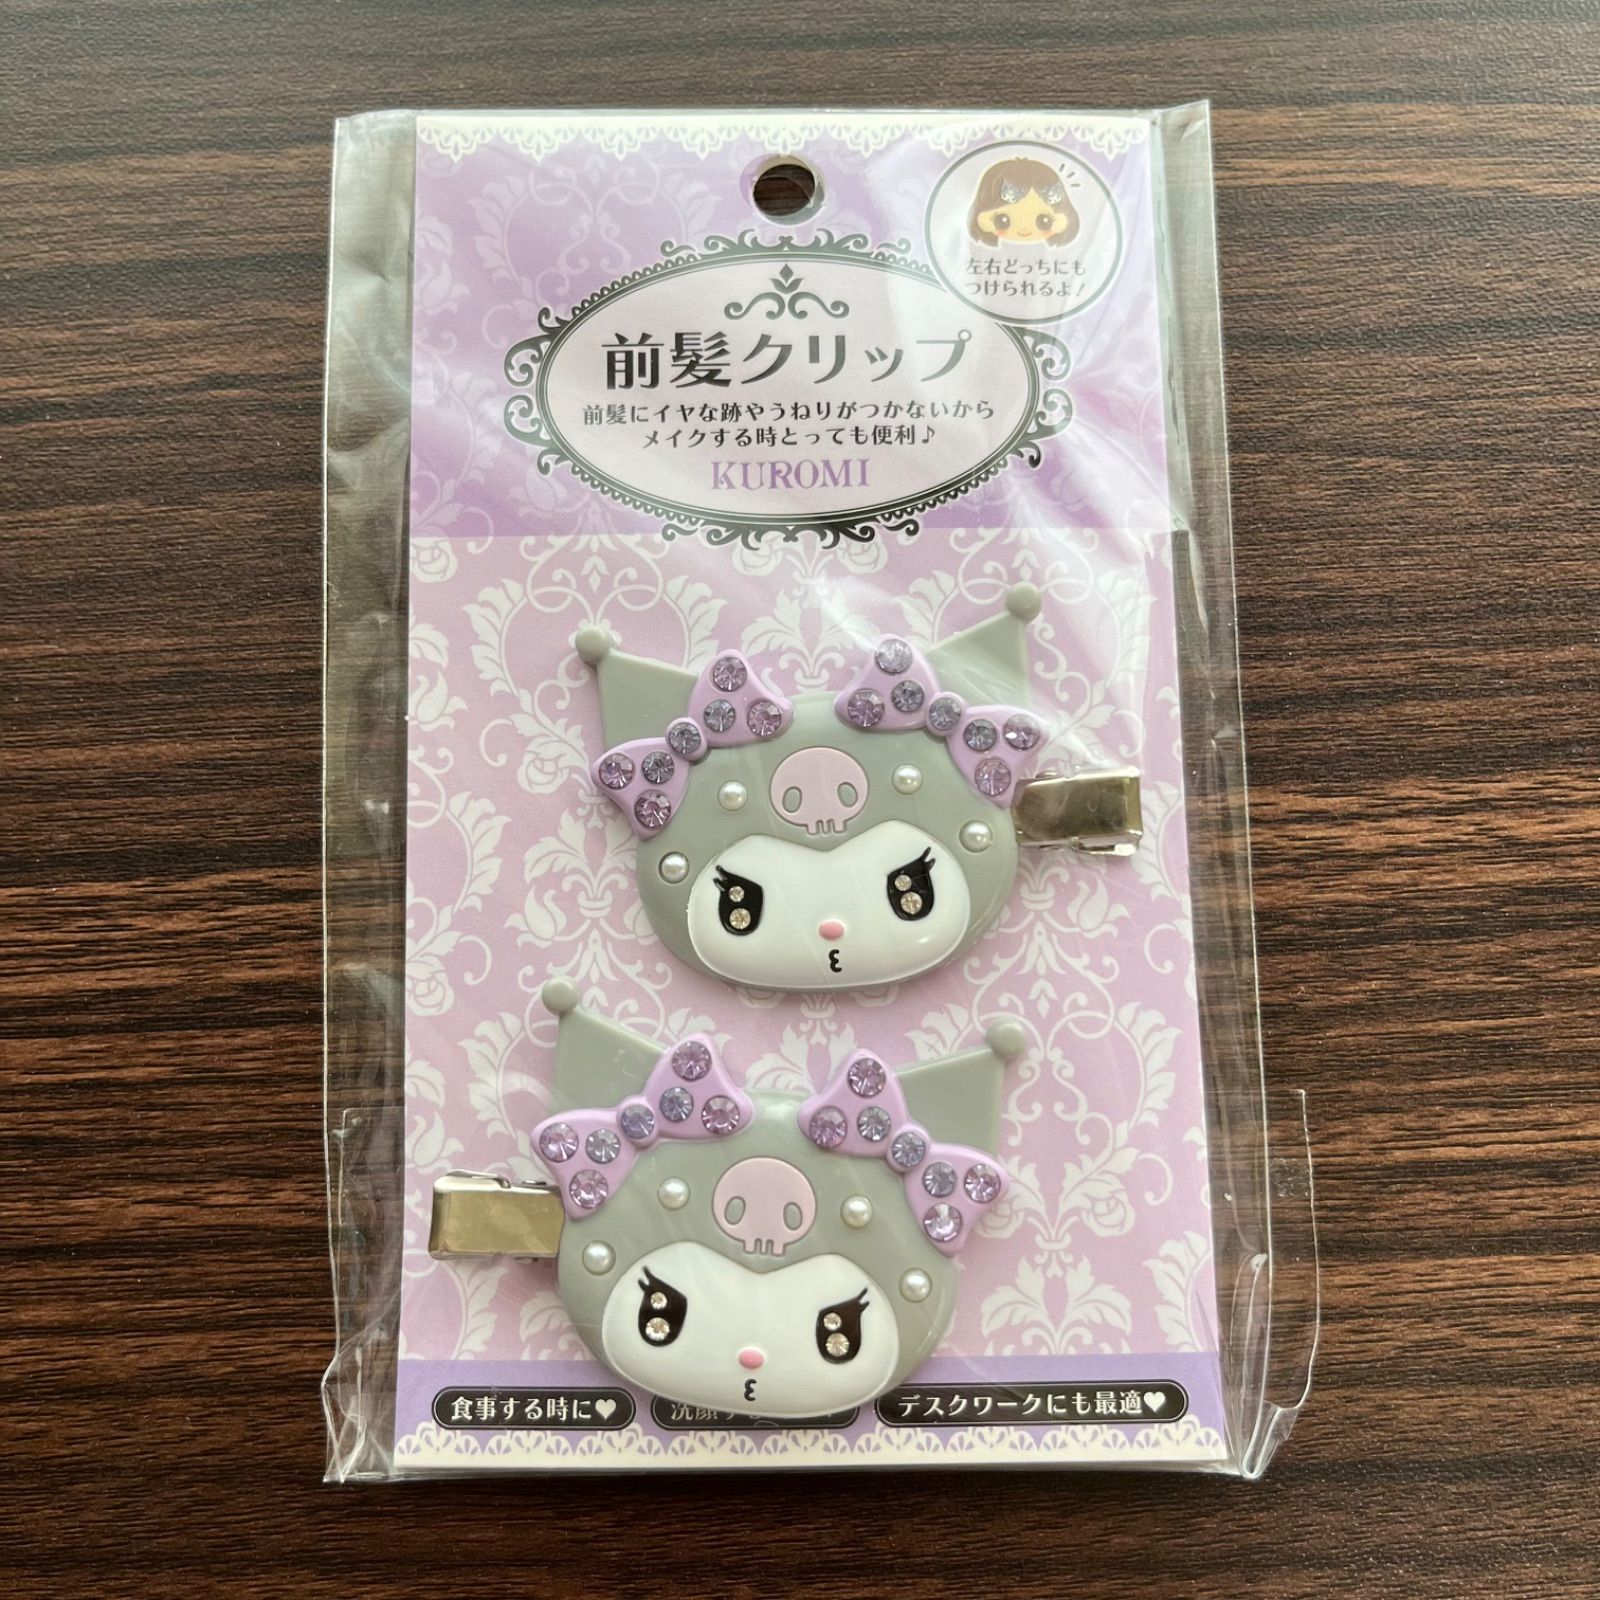 左右どっちにも
つけられるよ!
前髪クリップ
前髪にイヤな跡やうねりがつかないから
メイクする時とっても便利♪
KUROMI
食事する時に♥
洗顔す
デスクワークにも最適♥